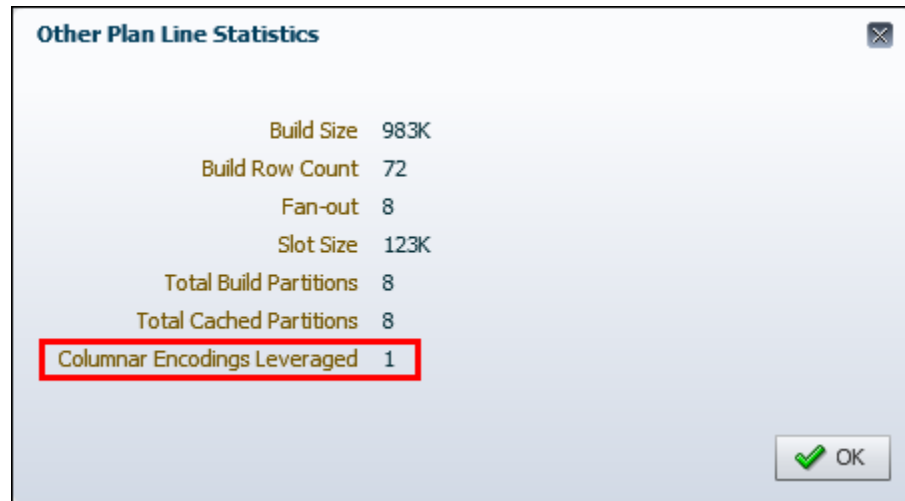 Other Plan Line Statistics
Build Size 983K
Build Row Count 72
Fan-out 8
Slot Size 123K
Total Build Partitions 8
Total Cached Partitions 8
Columnar Encodings Leveraged 1
OK